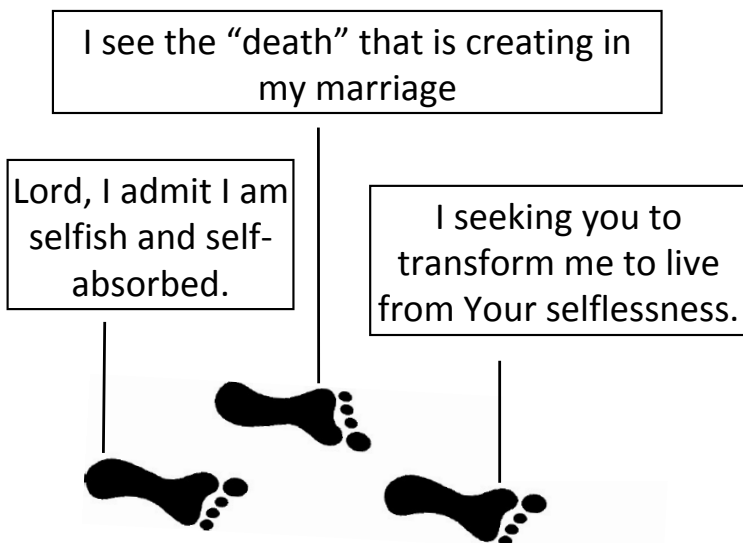 I see the “death” that is creating in
my marriage
Lord, I admit I am
selfish and self-
absorbed.
I seeking you to
transform me to live
from Your selflessness.